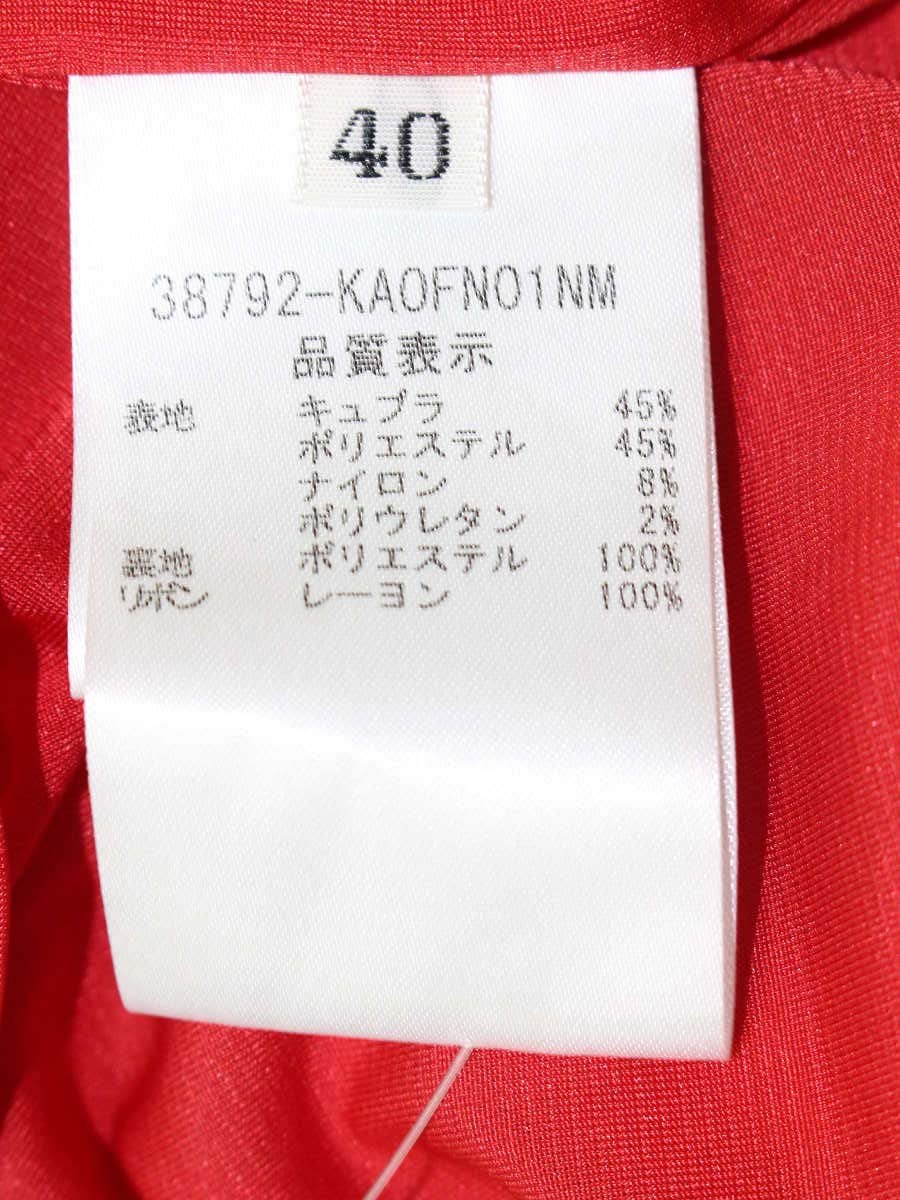 40
38792-KAOFNO1NM
品質表示
表地 キュプラ 45%
ポリエステル 45%
ナイロン 8%
ポリウレタン 2%
裏地 ポリエステル 100%
リボン レーヨン 100%